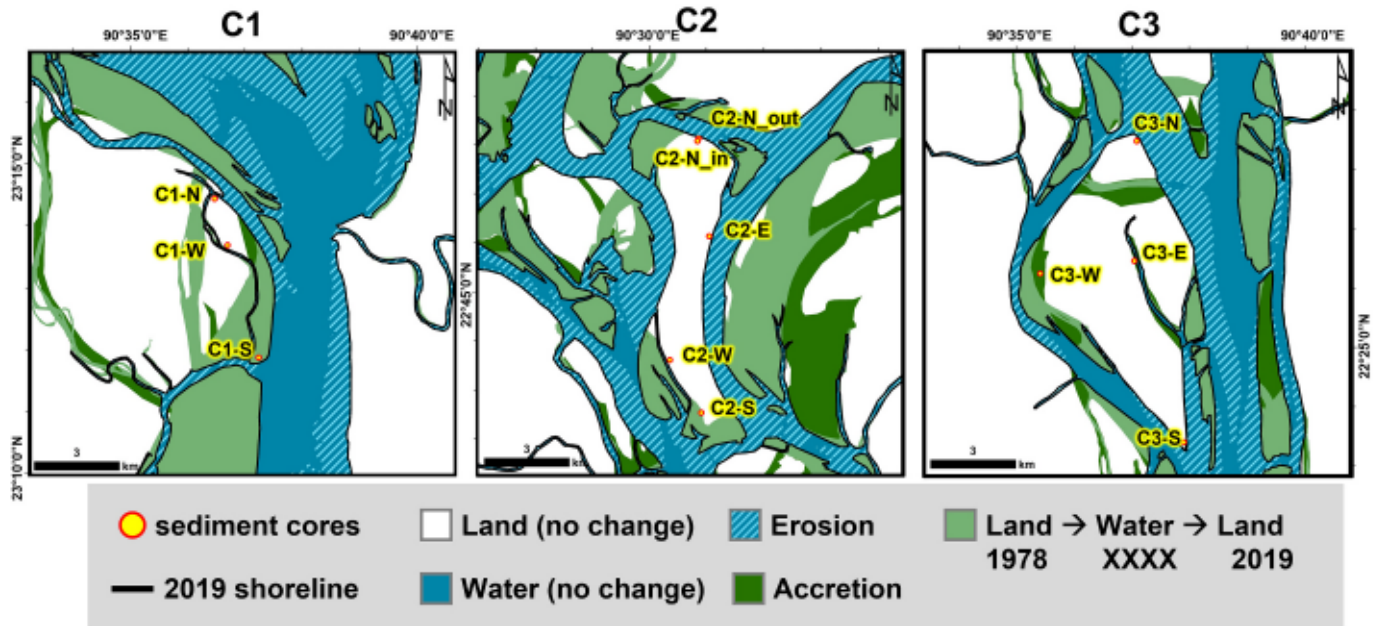 C1
C2
C3
90°35'0"E
90°40'0"E
90°30'0"E
90°35'0"E
90°40'0"E
23°15'0"N
23°10'0"N
22°45'0"N
22°25'0"N
N
N
N
C1-N
C1-W
C1-S
C2-N_out
C2-N_in
C2-E
C2-W
C2-S
C3-N
C3-E
C3-W
C3-S
3
km
3
km
3
km
sediment cores
Land (no change)
Erosion
Land → Water → Land
1978 XXXX 2019
2019 shoreline
Water (no change)
Accretion